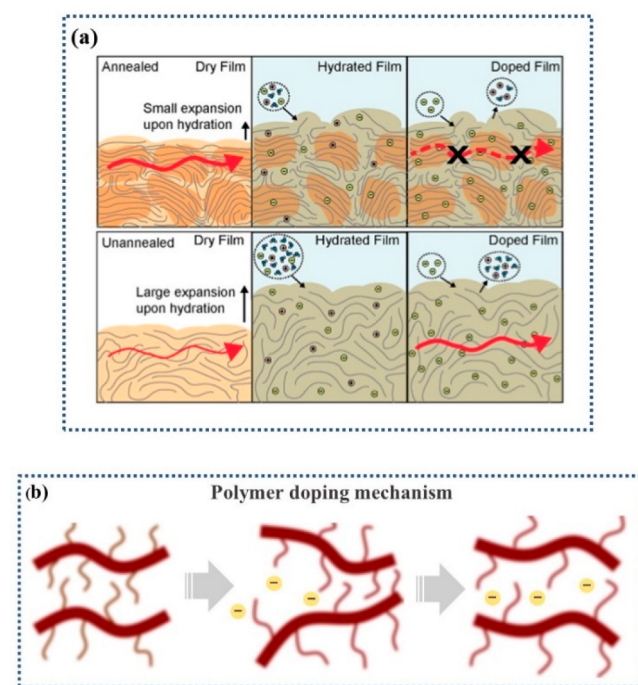 (a)
Annealed Dry Film
Hydrated Film
Doped Film
Small expansion
upon hydration
Unannealed Dry Film
Hydrated Film
Doped Film
Large expansion
upon hydration
(b) Polymer doping mechanism